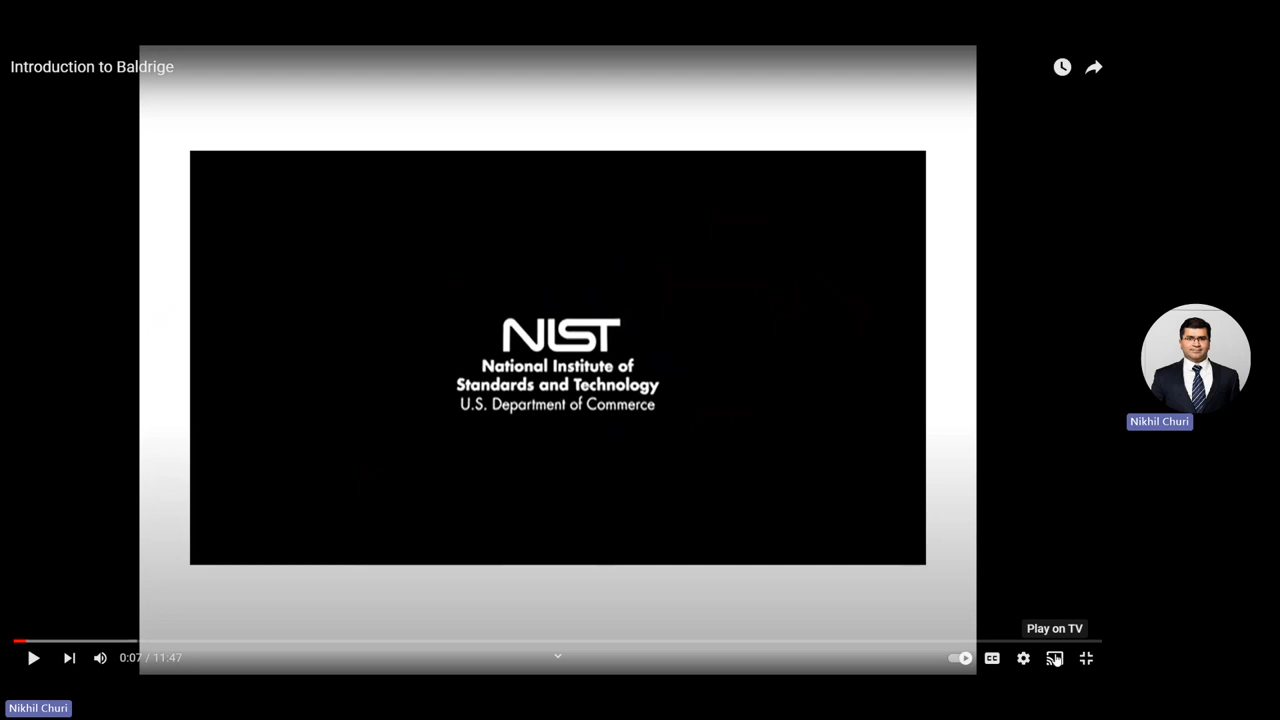 Introduction to Baldrige
NIST
National Institute of
Standards and Technology
U.S. Department of Commerce
Nikhil Churi
Play on TV
0:07 / 11:47
CC
Nikhil Churi